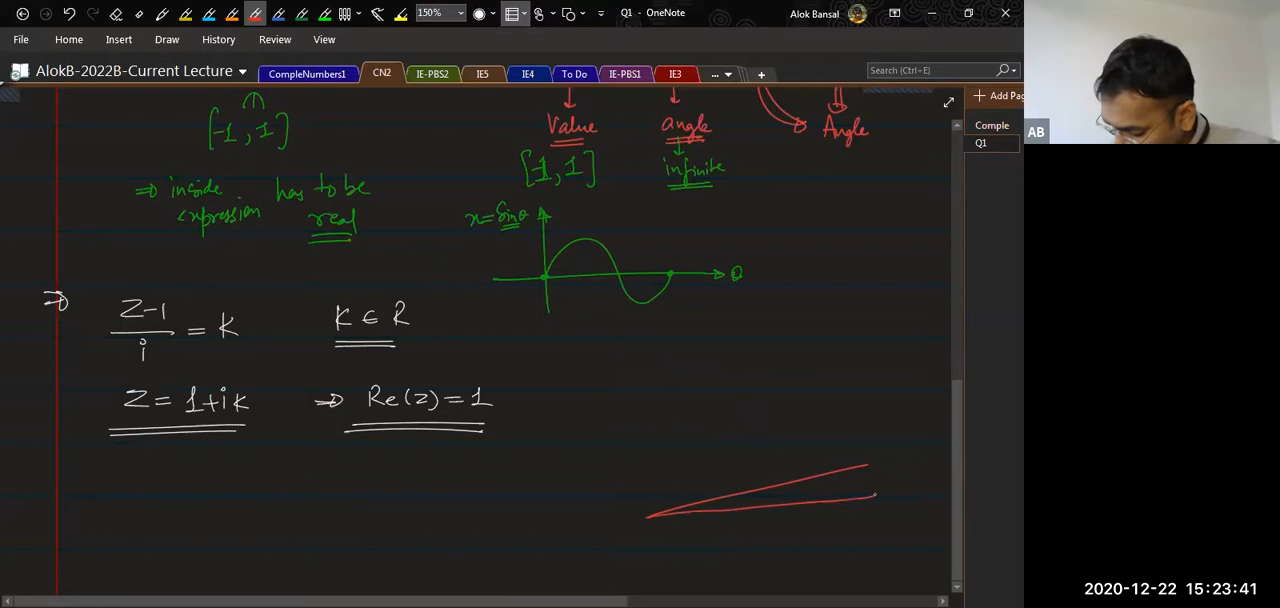 150%
Q1 - OneNote
Alok Bansal
File Home Insert Draw History Review View
AlokB-2022B-Current Lecture
CompleNumbers1 CN2 IE-PBS2 IE5 IE4 To Do IE-PBS1 IE3 ...
Search (Ctrl+E)
Add Pag
Comple
Q1
AB
[-1, 1]
Value angle Angle
[-1, 1] infinite
⇒ inside has to be
expression real
x = Sinθ
θ
⇒ Z-1 / i = K K ∈ R
Z = 1+iK ⇒ Re(Z) = 1
2020-12-22 15:23:41